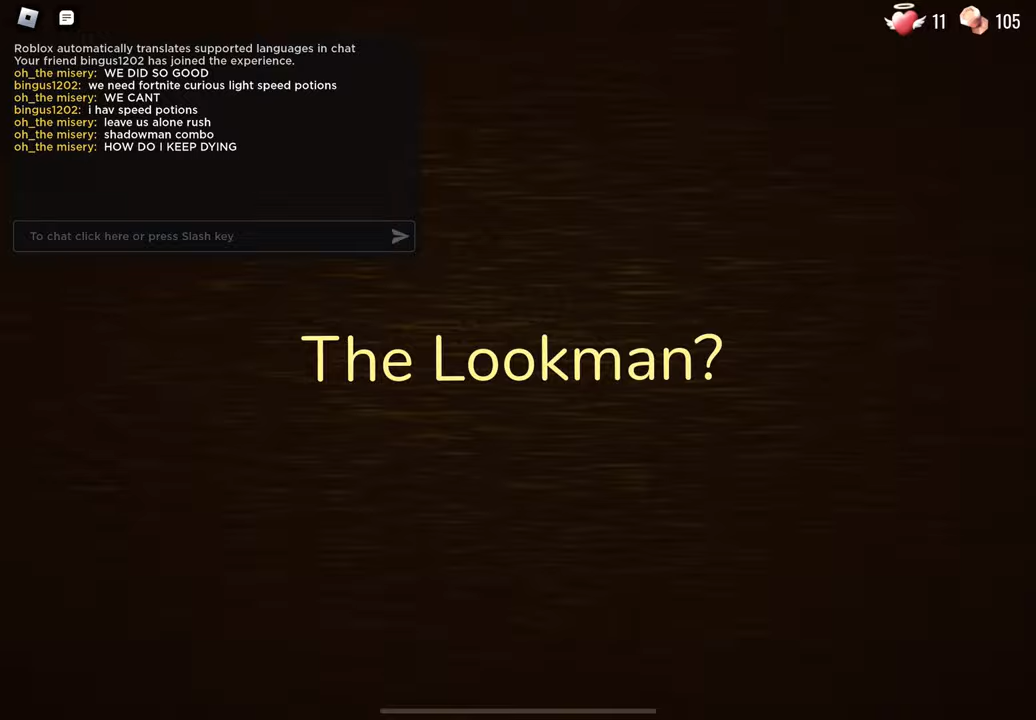 11
105
Roblox automatically translates supported languages in chat
Your friend bingus1202 has joined the experience.
oh_the misery: WE DID SO GOOD
bingus1202: we need fortnite curious light speed potions
oh_the misery: WE CANT
bingus1202: i hav speed potions
oh_the misery: leave us alone rush
oh_the misery: shadowman combo
oh_the misery: HOW DO I KEEP DYING
To chat click here or press Slash key
The Lookman?